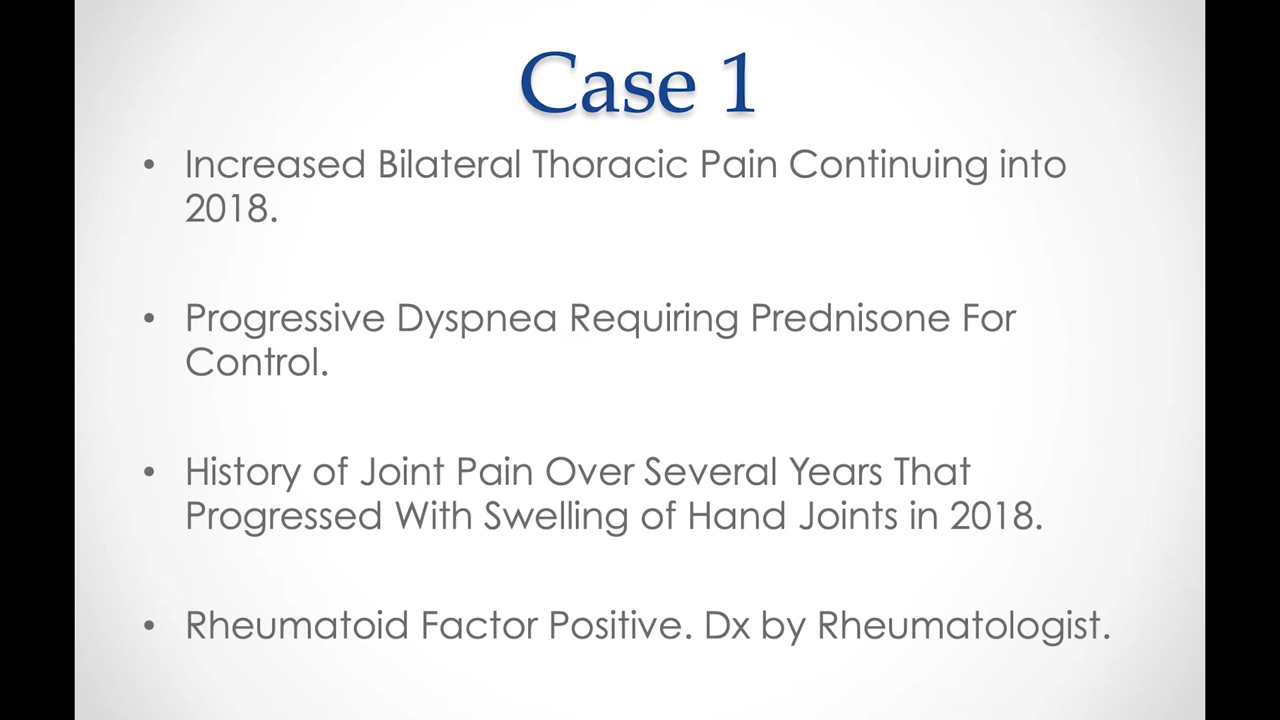 Case 1
• Increased Bilateral Thoracic Pain Continuing into
2018.
• Progressive Dyspnea Requiring Prednisone For
Control.
• History of Joint Pain Over Several Years That
Progressed With Swelling of Hand Joints in 2018.
• Rheumatoid Factor Positive. Dx by Rheumatologist.